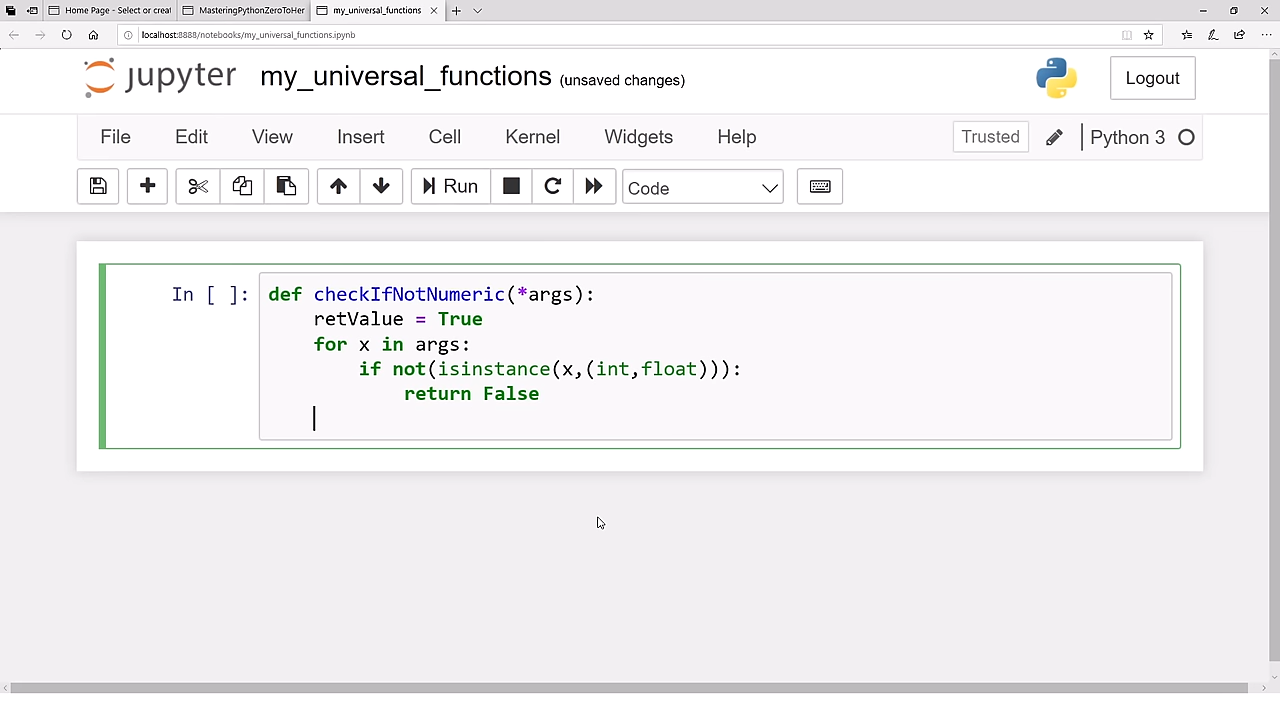 Home Page - Select or creat
MasteringPythonZeroToHer
my_universal_functions
localhost:8888/notebooks/my_universal_functions.ipynb
jupyter my_universal_functions (unsaved changes)
Logout
File Edit View Insert Cell Kernel Widgets Help
Trusted
Python 3
Run
Code
In [ ]:
def checkIfNotNumeric(*args):
    retValue = True
    for x in args:
        if not(isinstance(x,(int,float))):
            return False